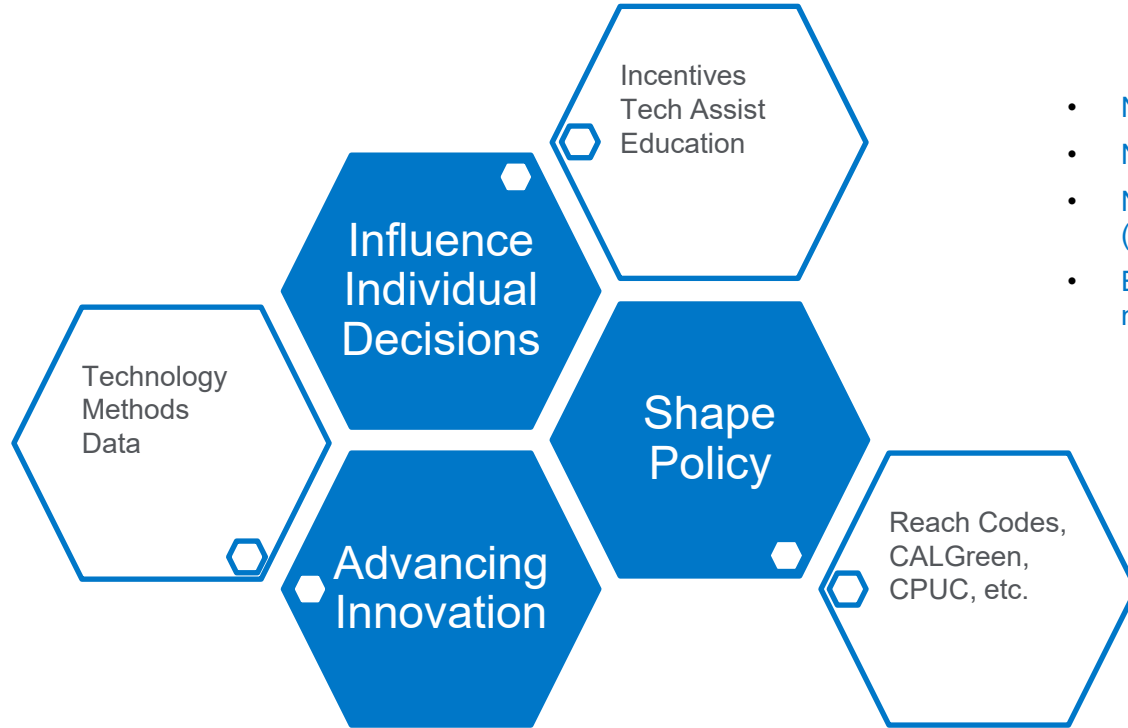 Incentives
Tech Assist
Education
Influence
Individual
Decisions
Technology
Methods
Data
Shape
Policy
Advancing
Innovation
Reach Codes,
CALGreen,
CPUC, etc.